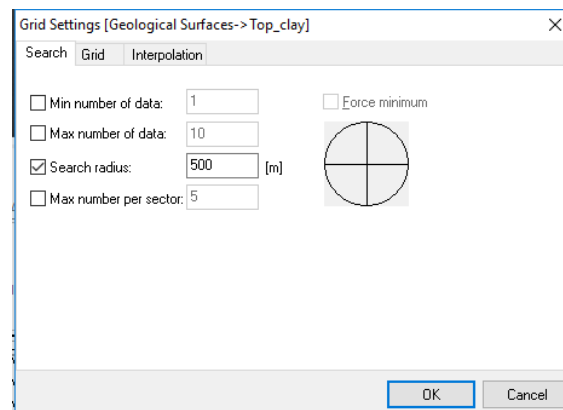 Grid Settings [Geological Surfaces->Top_clay]
Search Grid Interpolation
Min number of data: 1 Force minimum
Max number of data: 10
Search radius: 500 [m]
Max number per sector: 5
OK Cancel